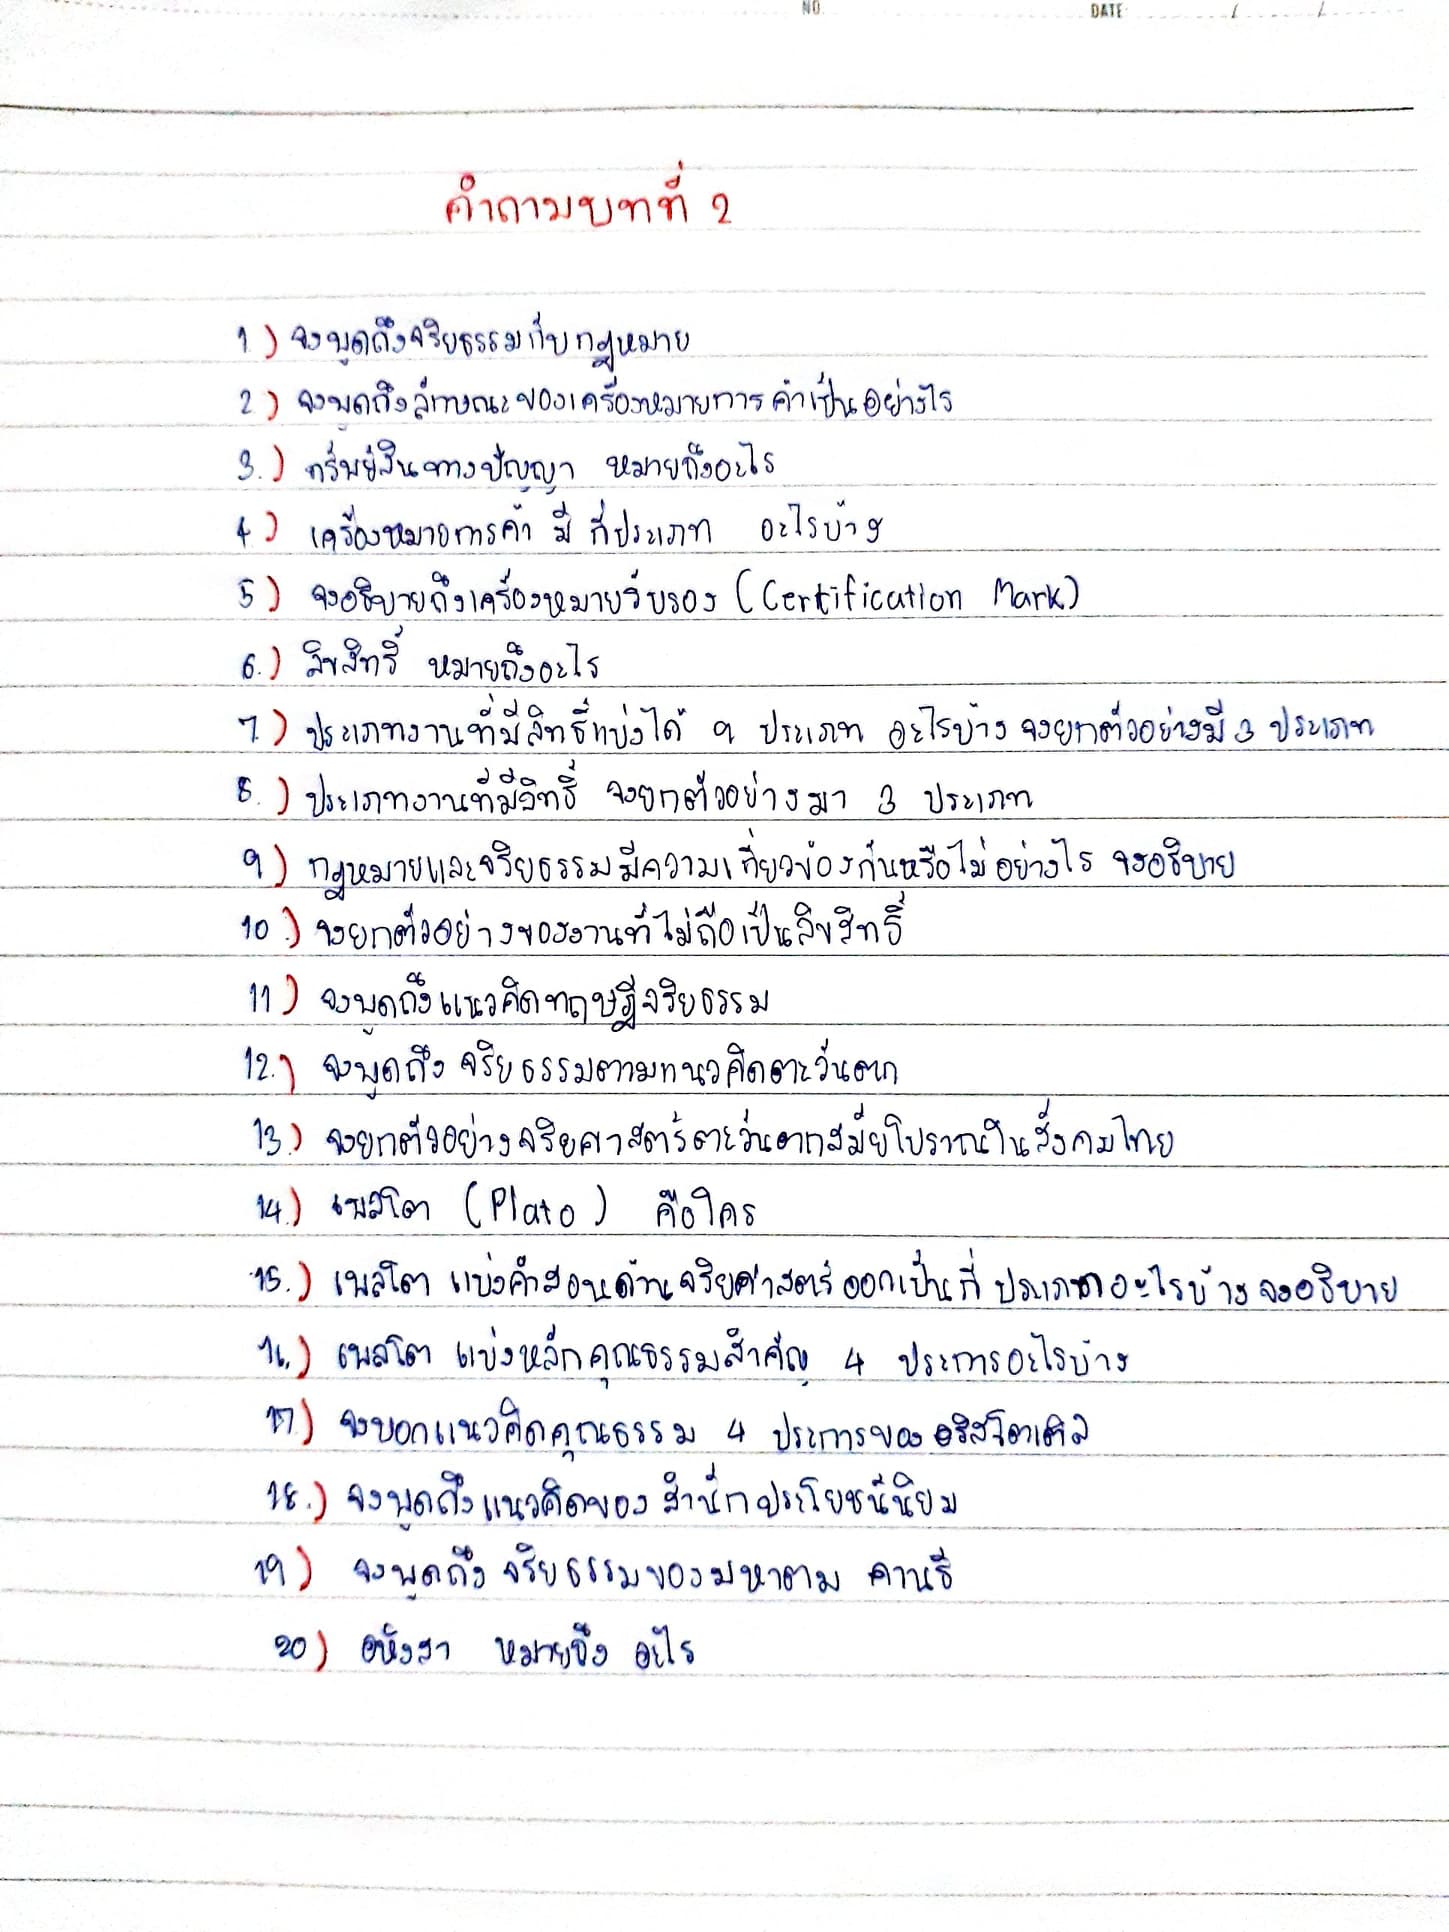 NO.
DATE / /
คำถามบทที่ 2
1) จงพูดถึงจริยธรรมกับกฎหมาย
2) จงพูดถึงลักษณะของเครื่องหมายการค้าเป็นอย่างไร
3.) ทรัพย์สินทางปัญญา หมายถึงอะไร
4.) เครื่องหมายการค้า มี กี่ประเภท อะไรบ้าง
5) จงอธิบายถึงเครื่องหมายรับรอง (Certification Mark)
6.) ลิขสิทธิ์ หมายถึงอะไร
7.) ประเภทงานที่มีสิทธิ์แบ่งได้ 9 ประเภท อะไรบ้าง จงยกตัวอย่างมี 3 ประเภท
8.) ประเภทงานที่มีสิทธิ์ จงยกตัวอย่างมา 3 ประเภท
9) กฎหมายและจริยธรรมมีความเกี่ยวข้องกันหรือไม่ อย่างไร จงอธิบาย
10.) จงยกตัวอย่างของงานที่ไม่ถือเป็นลิขสิทธิ์
11) จงพูดถึงแนวคิดทฤษฎีจริยธรรม
12.) จงพูดถึง จริยธรรมตามแนวคิดตะวันตก
13.) จงยกตัวอย่างจริยศาสตร์ตะวันตกสมัยโบราณในสังคมไทย
14.) เพลโต (Plato) คือใคร
15.) เพลโต แบ่งคำสอนด้านจริยศาสตร์ออกเป็นกี่ ประเภทอะไรบ้าง จงอธิบาย
16.) เพลโต แบ่งหลักคุณธรรมสำคัญ 4 ประการอะไรบ้าง
17.) จงบอกแนวคิดคุณธรรม 4 ประการของ อริสโตเติล
18.) จงพูดถึงแนวคิดของ สำนักประโยชน์นิยม
19) จงพูดถึง จริยธรรมของมหาตมา คานธี
20) อหิงสา หมายถึง อะไร